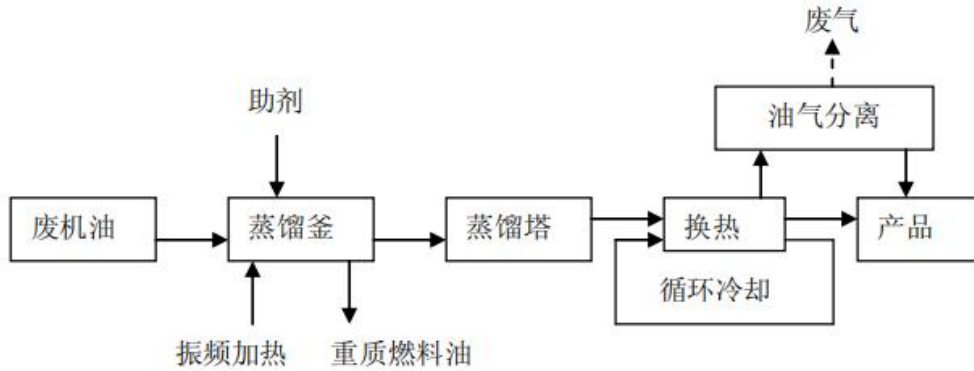 废气
助剂
油气分离
废机油
蒸馏釜
蒸馏塔
换热
产品
循环冷却
振频加热
重质燃料油